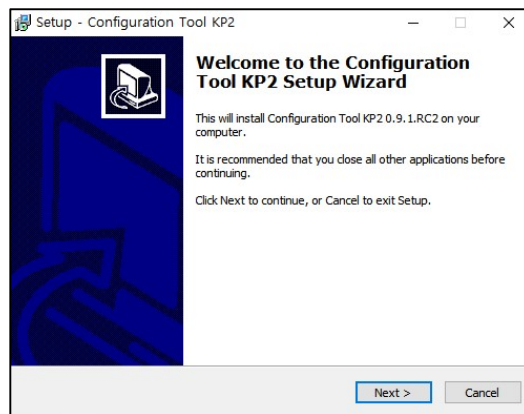 Setup - Configuration Tool KP2
Welcome to the Configuration
Tool KP2 Setup Wizard
This will install Configuration Tool KP2 0.9.1.RC2 on your
computer.
It is recommended that you close all other applications before
continuing.
Click Next to continue, or Cancel to exit Setup.
Next >
Cancel